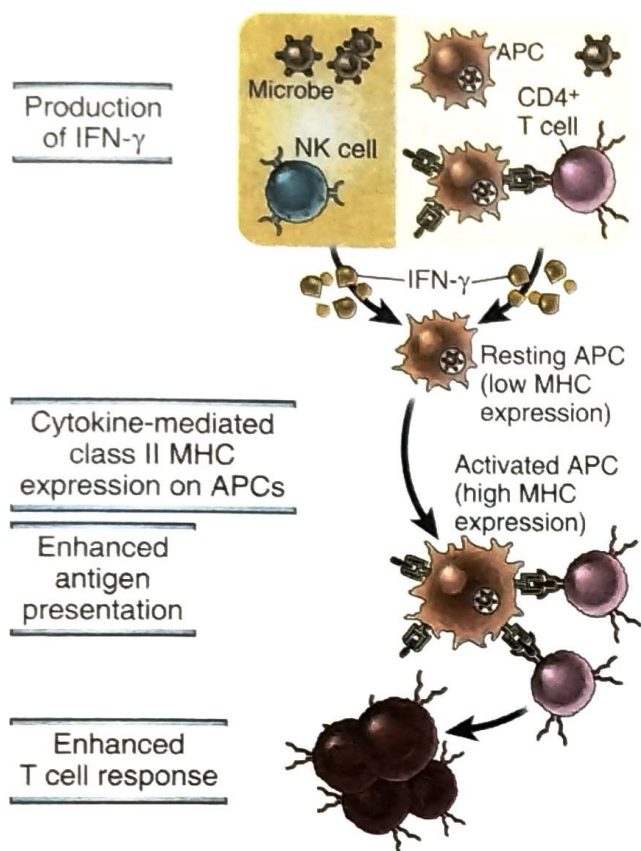 Production
of IFN-γ
Microbe
NK cell
APC
CD4+
T cell
IFN-γ
Resting APC
(low MHC
expression)
Cytokine-mediated
class II MHC
expression on APCs
Activated APC
(high MHC
expression)
Enhanced
antigen
presentation
Enhanced
T cell response